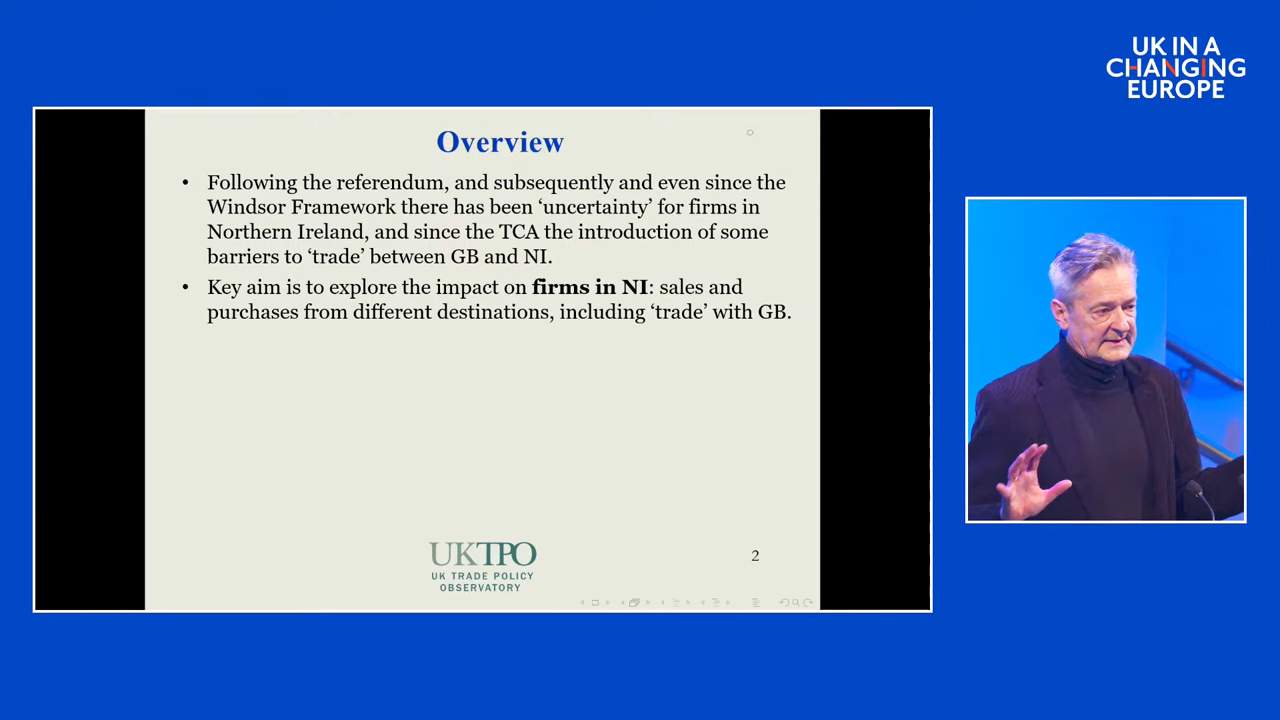 UK IN A
CHANGING
EUROPE
Overview
• Following the referendum, and subsequently and even since the
Windsor Framework there has been ‘uncertainty’ for firms in
Northern Ireland, and since the TCA the introduction of some
barriers to ‘trade’ between GB and NI.
• Key aim is to explore the impact on firms in NI: sales and
purchases from different destinations, including ‘trade’ with GB.
UKTPO
UK TRADE POLICY
OBSERVATORY
2